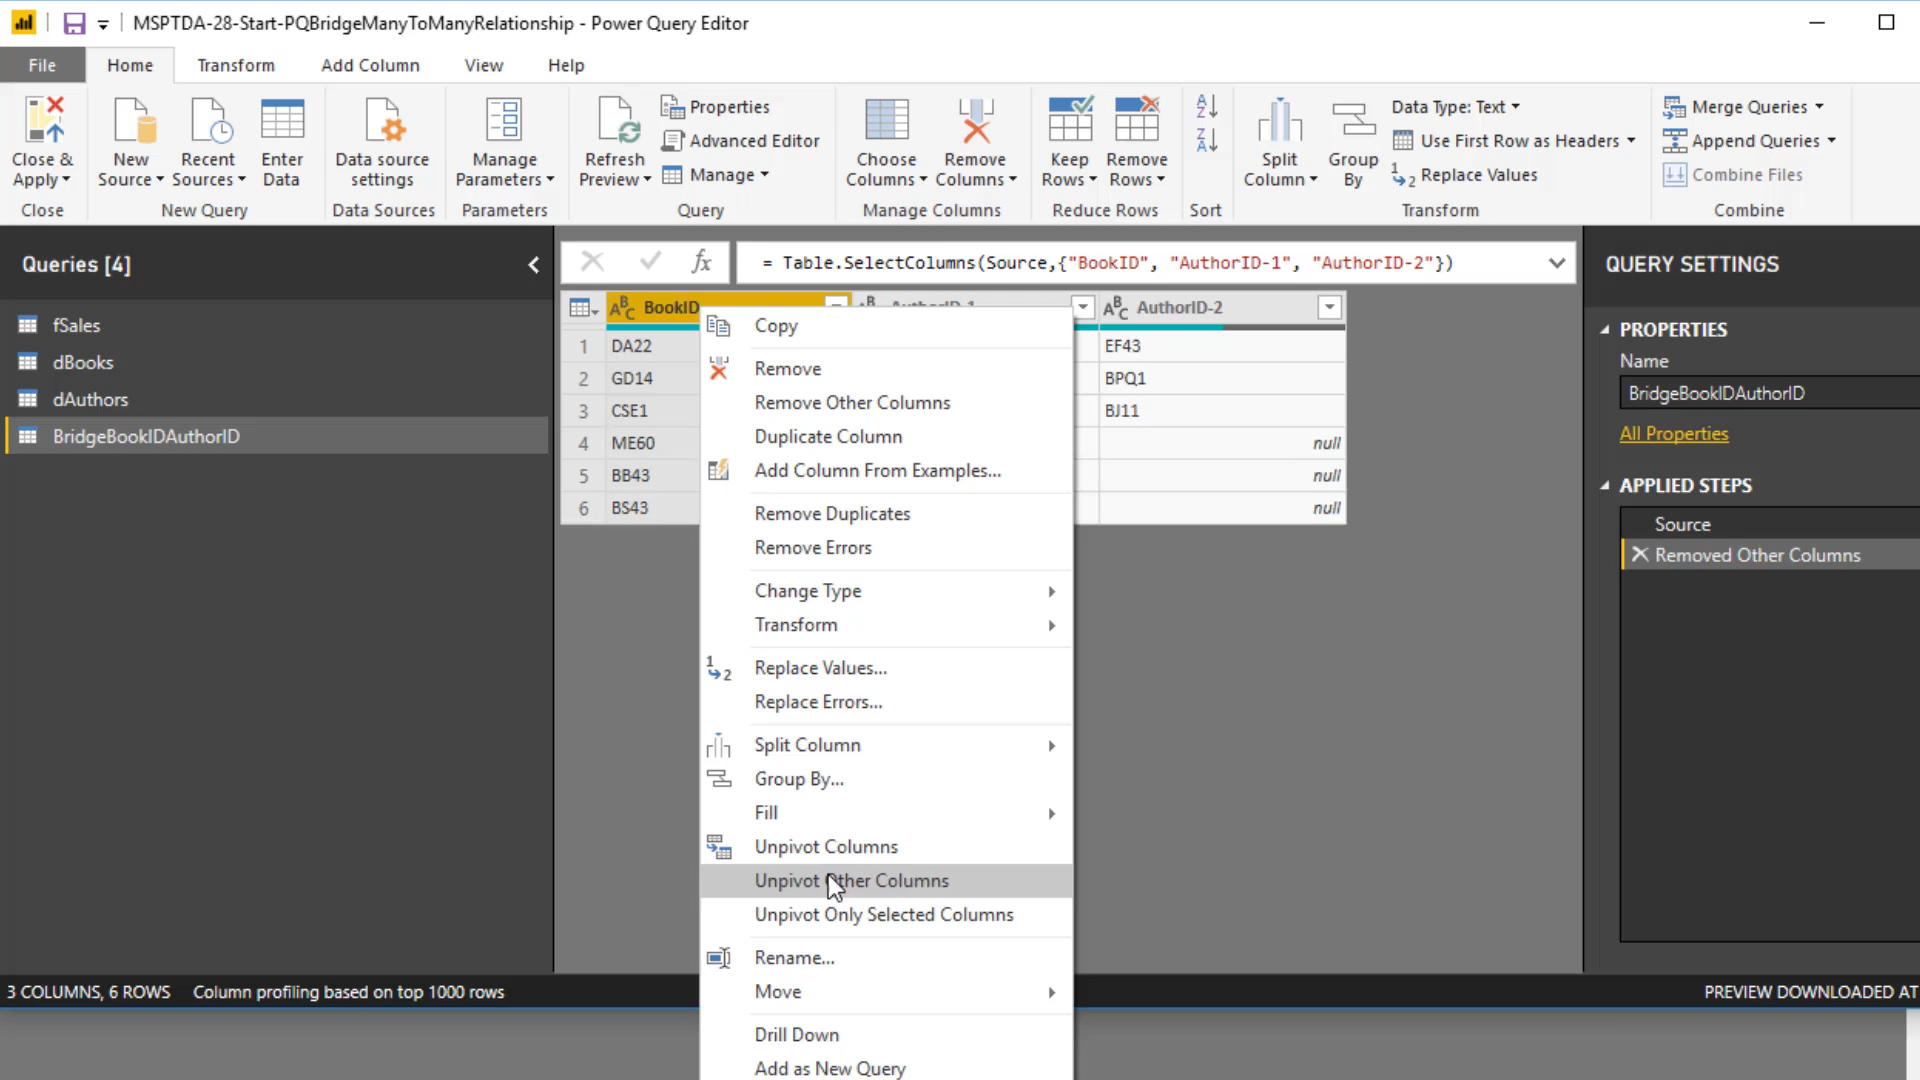 MSPTDA-28-Start-PQBridgeManyToManyRelationship - Power Query Editor
File Home Transform Add Column View Help
Close & Apply
New Source
Recent Sources
Enter Data
Data source settings
Manage Parameters
Refresh Preview
Properties
Advanced Editor
Manage
Choose Columns
Remove Columns
Keep Rows
Remove Rows
Split Column
Group By
Data Type: Text
Use First Row as Headers
Replace Values
Merge Queries
Append Queries
Combine Files
Close New Query Data Sources Parameters Query Manage Columns Reduce Rows Sort Transform Combine
Queries [4]
fSales
dBooks
dAuthors
BridgeBookIDAuthorID
fx = Table.SelectColumns(Source,{"BookID", "AuthorID-1", "AuthorID-2"})
BookID AuthorID-1 AuthorID-2
1 DA22 EF43
2 GD14 BPQ1
3 CSE1 BJ11
4 ME60 null
5 BB43 null
6 BS43 null
Copy
Remove
Remove Other Columns
Duplicate Column
Add Column From Examples...
Remove Duplicates
Remove Errors
Change Type
Transform
Replace Values...
Replace Errors...
Split Column
Group By...
Fill
Unpivot Columns
Unpivot Other Columns
Unpivot Only Selected Columns
Rename...
Move
Drill Down
Add as New Query
QUERY SETTINGS
PROPERTIES
Name
BridgeBookIDAuthorID
All Properties
APPLIED STEPS
Source
Removed Other Columns
3 COLUMNS, 6 ROWS Column profiling based on top 1000 rows PREVIEW DOWNLOADED AT